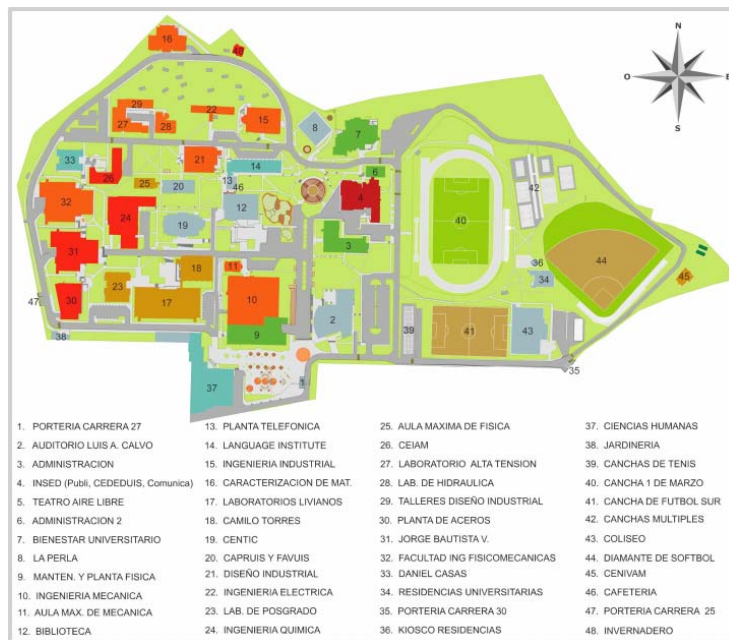 N
O
E
S
16
29
22
27
28
15
8
7
33
21
14
6
26
25
20
13
46
4
42
32
24
12
40
19
3
31
36
44
18
11
34
45
23
10
30
17
47
2
39
41
43
9
38
35
37
1
1. PORTERIA CARRERA 27
2. AUDITORIO LUIS A. CALVO
3. ADMINISTRACION
4. INSED (Publi, CEDEDUIS, Comunica)
5. TEATRO AIRE LIBRE
6. ADMINISTRACION 2
7. BIENESTAR UNIVERSITARIO
8. LA PERLA
9. MANTEN. Y PLANTA FISICA
10. INGENIERIA MECANICA
11. AULA MAX. DE MECANICA
12. BIBLIOTECA
13. PLANTA TELEFONICA
14. LANGUAGE INSTITUTE
15. INGENIERIA INDUSTRIAL
16. CARACTERIZACION DE MAT.
17. LABORATORIOS LIVIANOS
18. CAMILO TORRES
19. CENTIC
20. CAPRUIS Y FAVUIS
21. DISEÑO INDUSTRIAL
22. INGENIERIA ELECTRICA
23. LAB. DE POSGRADO
24. INGENIERIA QUIMICA
25. AULA MAXIMA DE FISICA
26. CEIAM
27. LABORATORIO ALTA TENSION
28. LAB. DE HIDRAULICA
29. TALLERES DISEÑO INDUSTRIAL
30. PLANTA DE ACEROS
31. JORGE BAUTISTA V.
32. FACULTAD ING FISICOMECANICAS
33. DANIEL CASAS
34. RESIDENCIAS UNIVERSITARIAS
35. PORTERIA CARRERA 30
36. KIOSCO RESIDENCIAS
37. CIENCIAS HUMANAS
38. JARDINERIA
39. CANCHAS DE TENIS
40. CANCHA 1 DE MARZO
41. CANCHA DE FUTBOL SUR
42. CANCHAS MULTIPLES
43. COLISEO
44. DIAMANTE DE SOFTBOL
45. CENIVAM
46. CAFETERIA
47. PORTERIA CARRERA 25
48. INVERNADERO